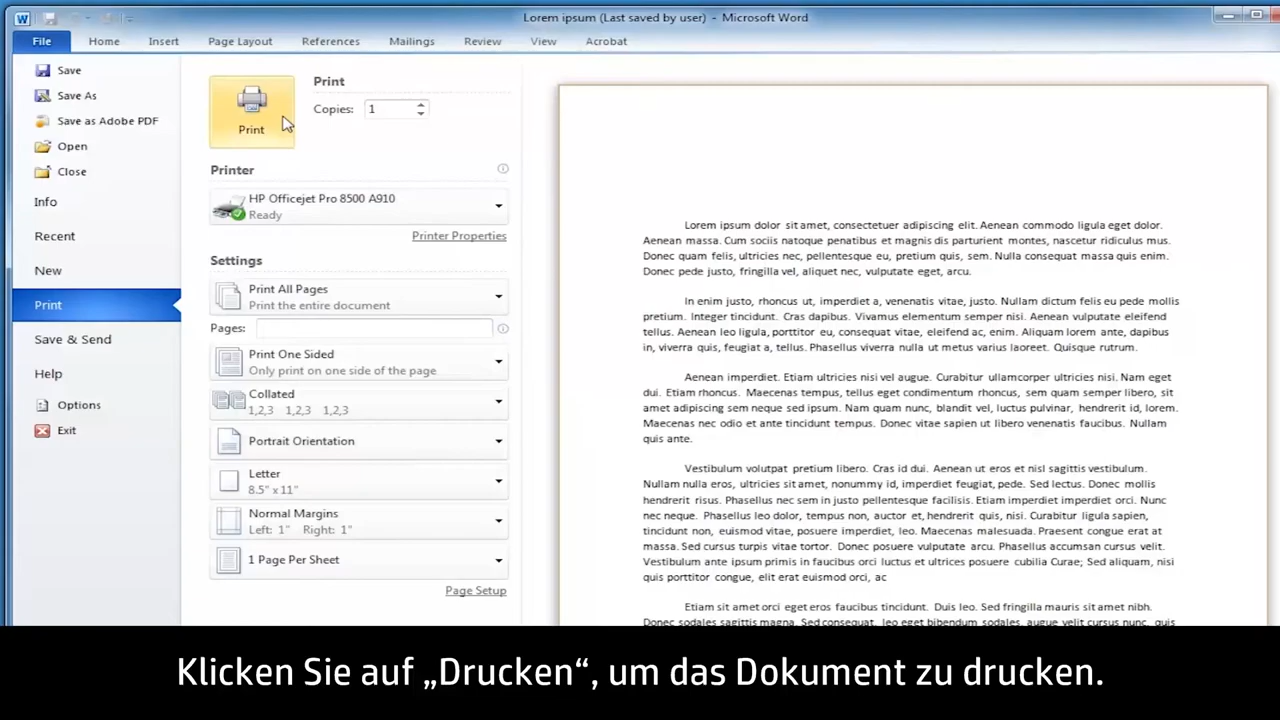 Lorem ipsum (Last saved by user) - Microsoft Word
File Home Insert Page Layout References Mailings Review View Acrobat
Save
Save As
Save as Adobe PDF
Open
Close
Info
Recent
New
Print
Save & Send
Help
Options
Exit
Print
Print
Copies: 1
Printer
HP Officejet Pro 8500 A910
Ready
Printer Properties
Settings
Print All Pages
Print the entire document
Pages:
Print One Sided
Only print on one side of the page
Collated
1,2,3 1,2,3 1,2,3
Portrait Orientation
Letter
8.5" x 11"
Normal Margins
Left: 1" Right: 1"
1 Page Per Sheet
Page Setup
Lorem ipsum dolor sit amet, consectetuer adipiscing elit. Aenean commodo ligula eget dolor.
Aenean massa. Cum sociis natoque penatibus et magnis dis parturient montes, nascetur ridiculus mus.
Donec quam felis, ultricies nec, pellentesque eu, pretium quis, sem. Nulla consequat massa quis enim.
Donec pede justo, fringilla vel, aliquet nec, vulputate eget, arcu.
In enim justo, rhoncus ut, imperdiet a, venenatis vitae, justo. Nullam dictum felis eu pede mollis
pretium. Integer tincidunt. Cras dapibus. Vivamus elementum semper nisi. Aenean vulputate eleifend
tellus. Aenean leo ligula, porttitor eu, consequat vitae, eleifend ac, enim. Aliquam lorem ante, dapibus
in, viverra quis, feugiat a, tellus. Phasellus viverra nulla ut metus varius laoreet. Quisque rutrum.
Aenean imperdiet. Etiam ultricies nisi vel augue. Curabitur ullamcorper ultricies nisi. Nam eget
dui. Etiam rhoncus. Maecenas tempus, tellus eget condimentum rhoncus, sem quam semper libero, sit
amet adipiscing sem neque sed ipsum. Nam quam nunc, blandit vel, luctus pulvinar, hendrerit id, lorem.
Maecenas nec odio et ante tincidunt tempus. Donec vitae sapien ut libero venenatis faucibus. Nullam
quis ante.
Vestibulum volutpat pretium libero. Cras id dui. Aenean ut eros et nisl sagittis vestibulum.
Nullam nulla eros, ultricies sit amet, nonummy id, imperdiet feugiat, pede. Sed lectus. Donec mollis
hendrerit risus. Phasellus nec sem in justo pellentesque facilisis. Etiam imperdiet imperdiet orci. Nunc
nec neque. Phasellus leo dolor, tempus non, auctor et, hendrerit quis, nisi. Curabitur ligula sapien,
tincidunt non, euismod vitae, posuere imperdiet, leo. Maecenas malesuada. Praesent congue erat at
massa. Sed cursus turpis vitae tortor. Donec posuere vulputate arcu. Phasellus accumsan cursus velit.
Vestibulum ante ipsum primis in faucibus orci luctus et ultrices posuere cubilia Curae; Sed aliquam, nisi
quis porttitor congue, elit erat euismod orci, ac
Etiam sit amet orci eget eros faucibus tincidunt. Duis leo. Sed fringilla mauris sit amet nibh.
Donec sodales sagittis magna. Sed consequat, leo eget bibendum sodales, augue velit cursus nunc, quis
Klicken Sie auf „Drucken“, um das Dokument zu drucken.